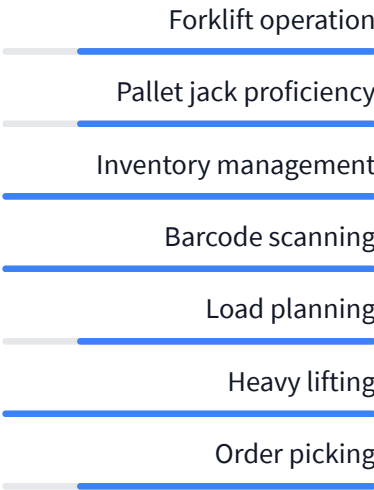 Forklift operation
Pallet jack proficiency
Inventory management
Barcode scanning
Load planning
Heavy lifting
Order picking